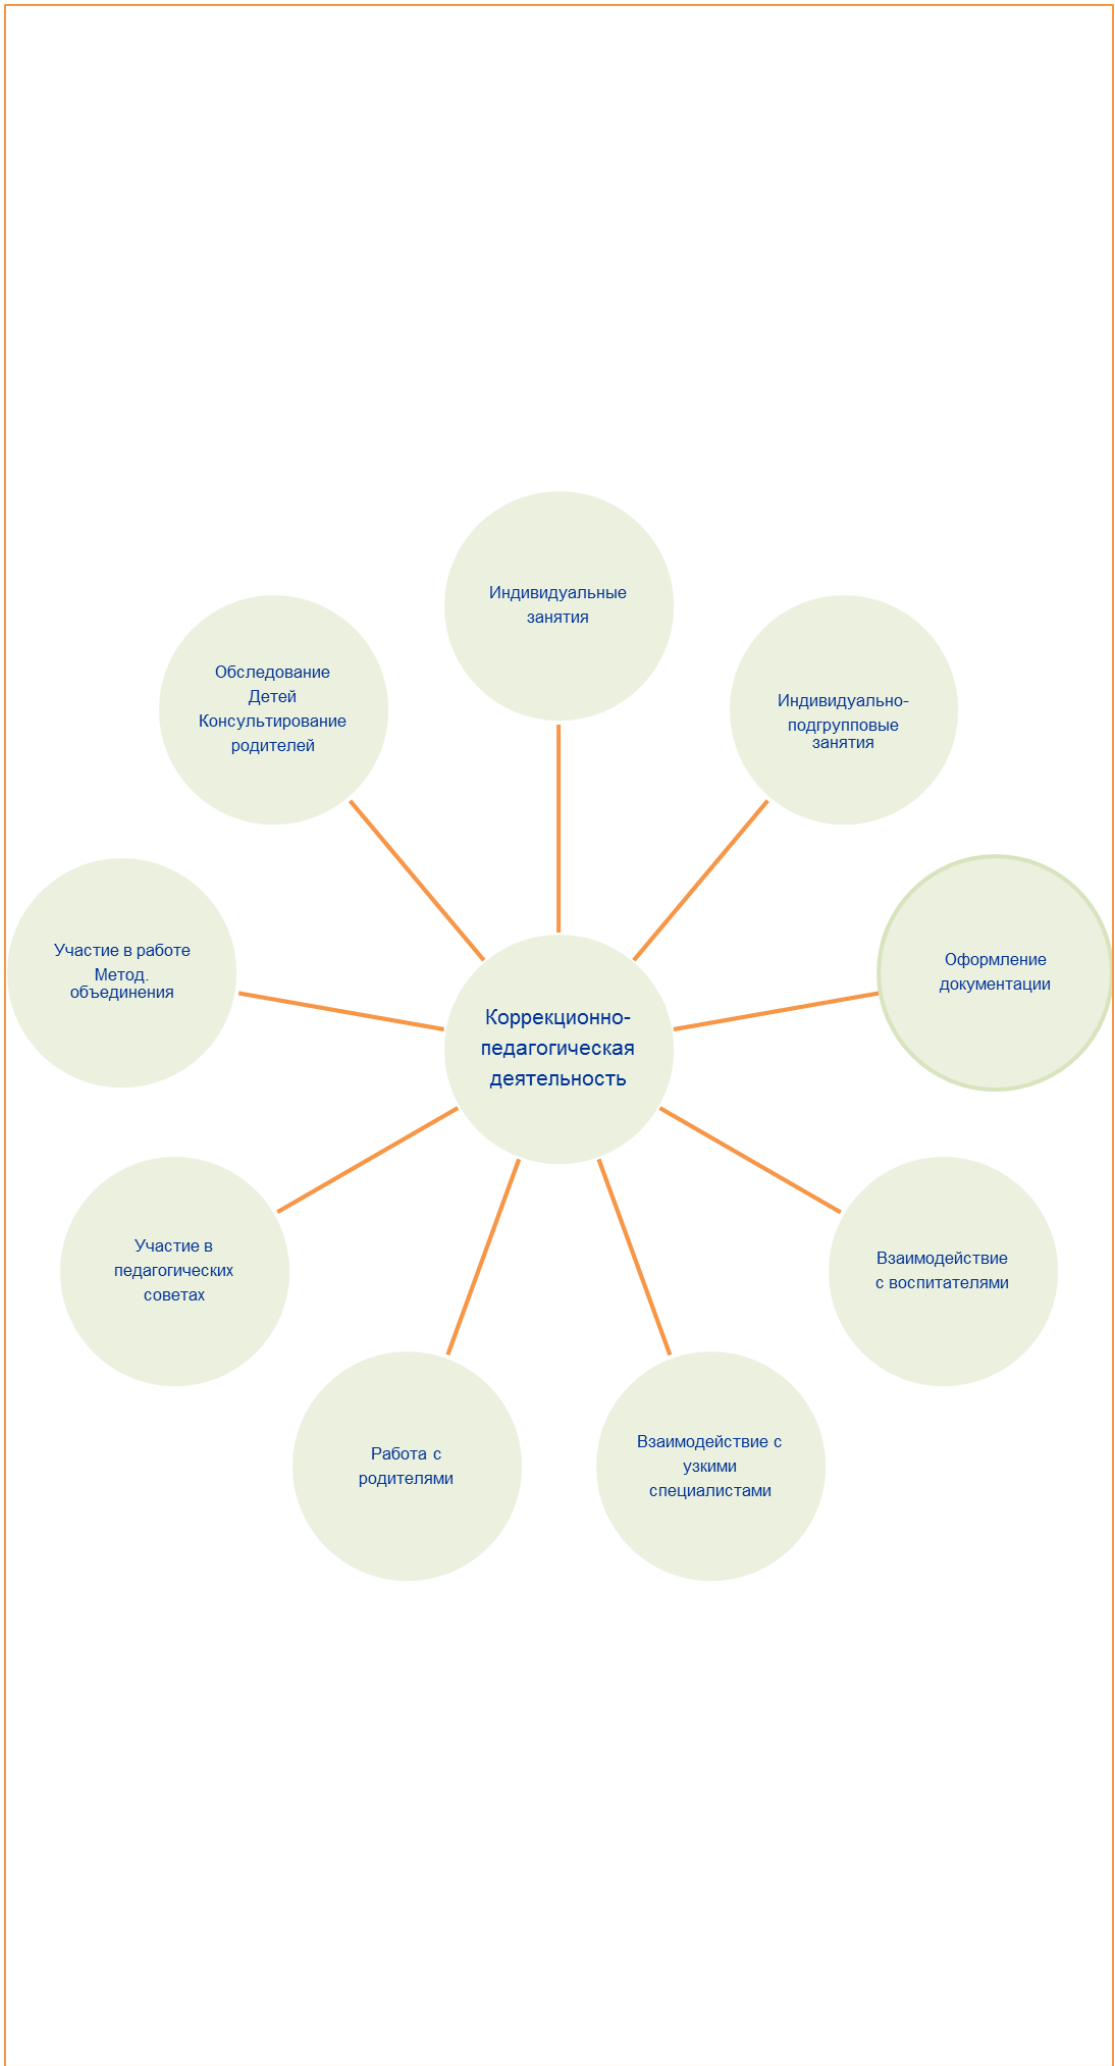 Индивидуальные
занятия
Обследование
Детей
Консультирование
родителей
Индивидуально-
подгрупповые
занятия
Участие в работе
Метод.
объединения
Оформление
документации
Коррекционно-
педагогическая
деятельность
Участие в
педагогических
советах
Взаимодействие
с воспитателями
Работа с
родителями
Взаимодействие с
узкими
специалистами